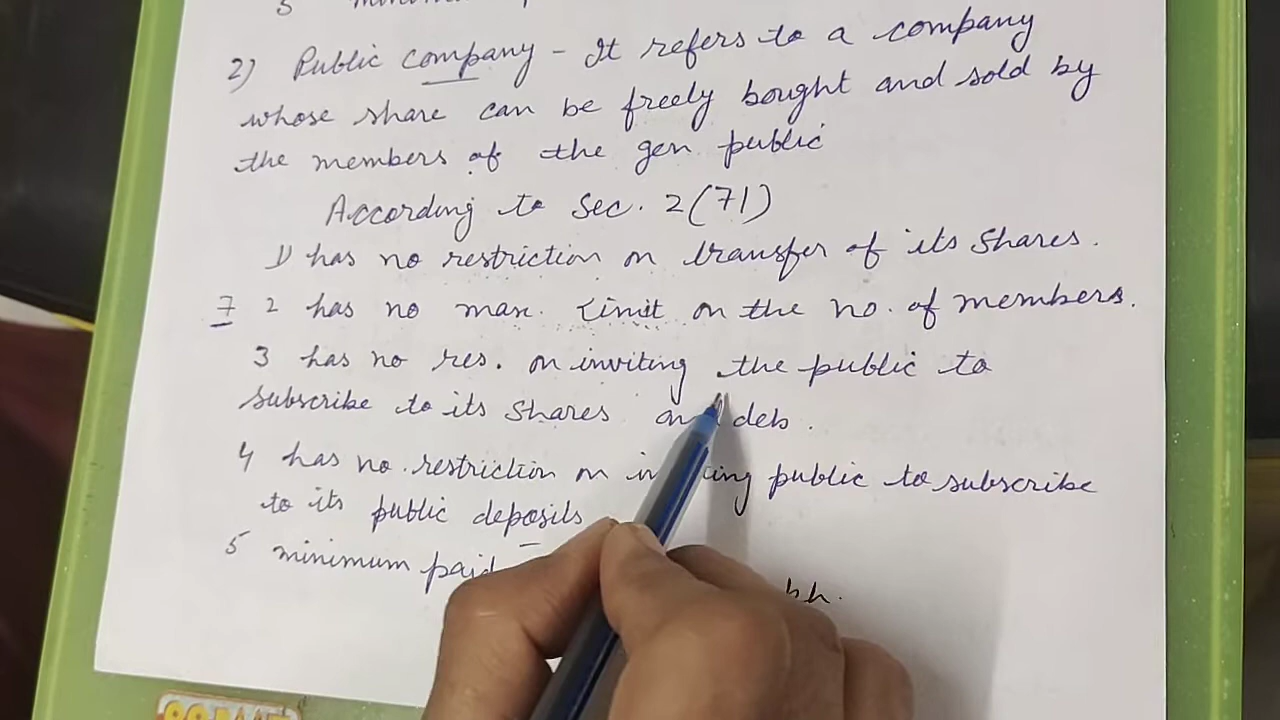 2) Public company - It refers to a company
whose share can be freely bought and sold by
the members of the gen public
According to Sec. 2(71)
1) has no restriction on transfer of its Shares.
7 2 has no max. Limit on the no. of members.
3 has no res. on inviting the public to
subscribe to its Shares deb.
4 has no restriction on public to subscribe
to its public deposits
5 minimum paid